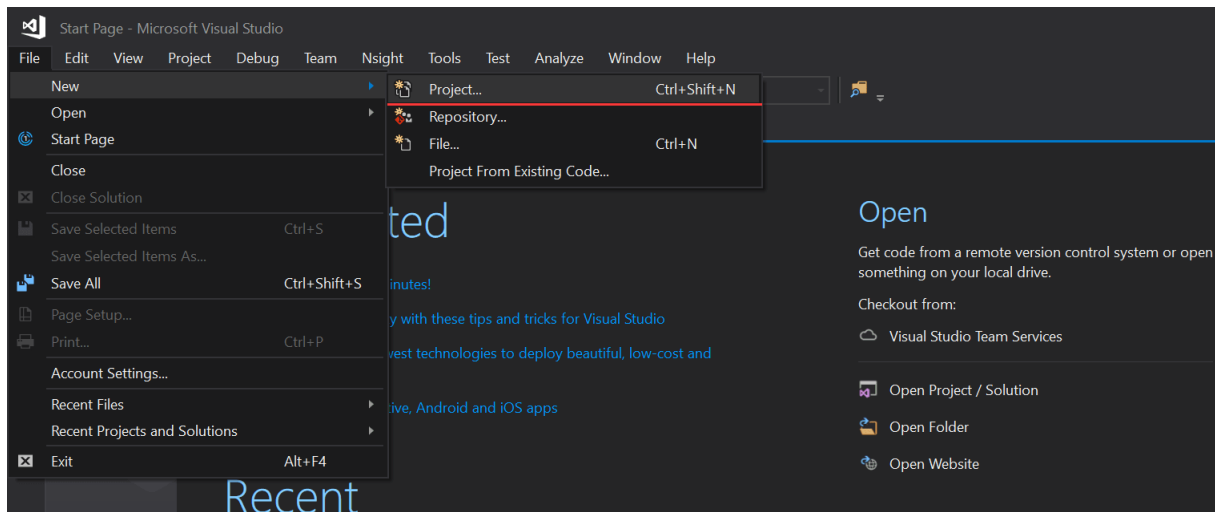 Start Page - Microsoft Visual Studio
File Edit View Project Debug Team Nsight Tools Test Analyze Window Help
New
Open
Start Page
Close
Close Solution
Save Selected Items Ctrl+S
Save Selected Items As...
Save All Ctrl+Shift+S
Page Setup...
Print... Ctrl+P
Account Settings...
Recent Files
Recent Projects and Solutions
Exit Alt+F4
Project... Ctrl+Shift+N
Repository...
File... Ctrl+N
Project From Existing Code...
ted
inutes!
y with these tips and tricks for Visual Studio
west technologies to deploy beautiful, low-cost and
tive, Android and iOS apps
Recent
Open
Get code from a remote version control system or open
something on your local drive.
Checkout from:
Visual Studio Team Services
Open Project / Solution
Open Folder
Open Website